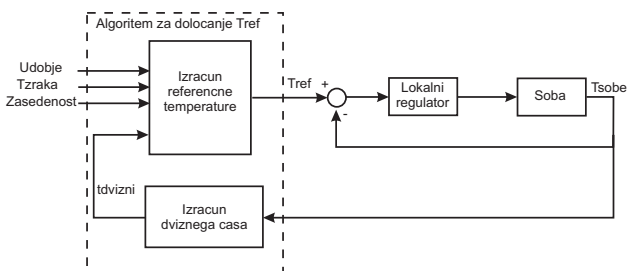 Algoritem za dolocanje Tref
Udobje
Tzraka
Zasedenost
Izracun
referencne
temperature
Tref
+
-
Lokalni
regulator
Soba
Tsobe
tdvizni
Izracun
dviznega casa